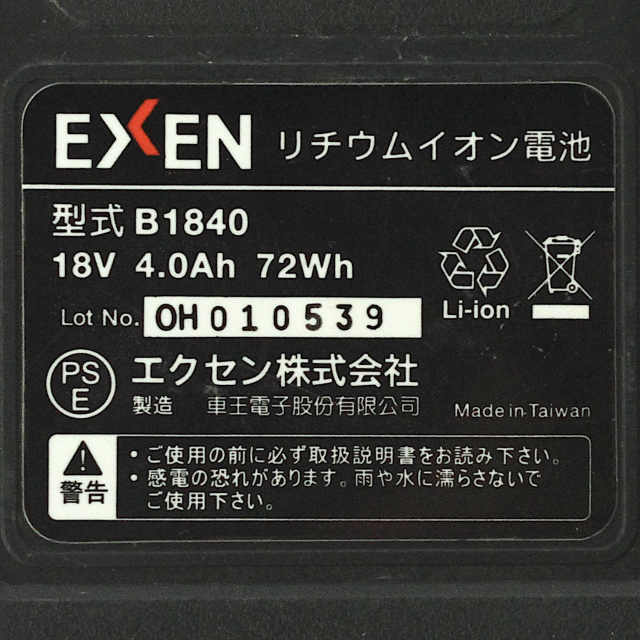 EXEN リチウムイオン電池
型式 B1840
18V 4.0Ah 72Wh
Li-ion
Lot No. OH010539
PS E エクセン株式会社
製造 車王電子股份有限公司 Made in Taiwan
警告
・ご使用の前に必ず取扱説明書をお読み下さい。
・感電の恐れがあります。雨や水に濡らさないで
ご使用下さい。